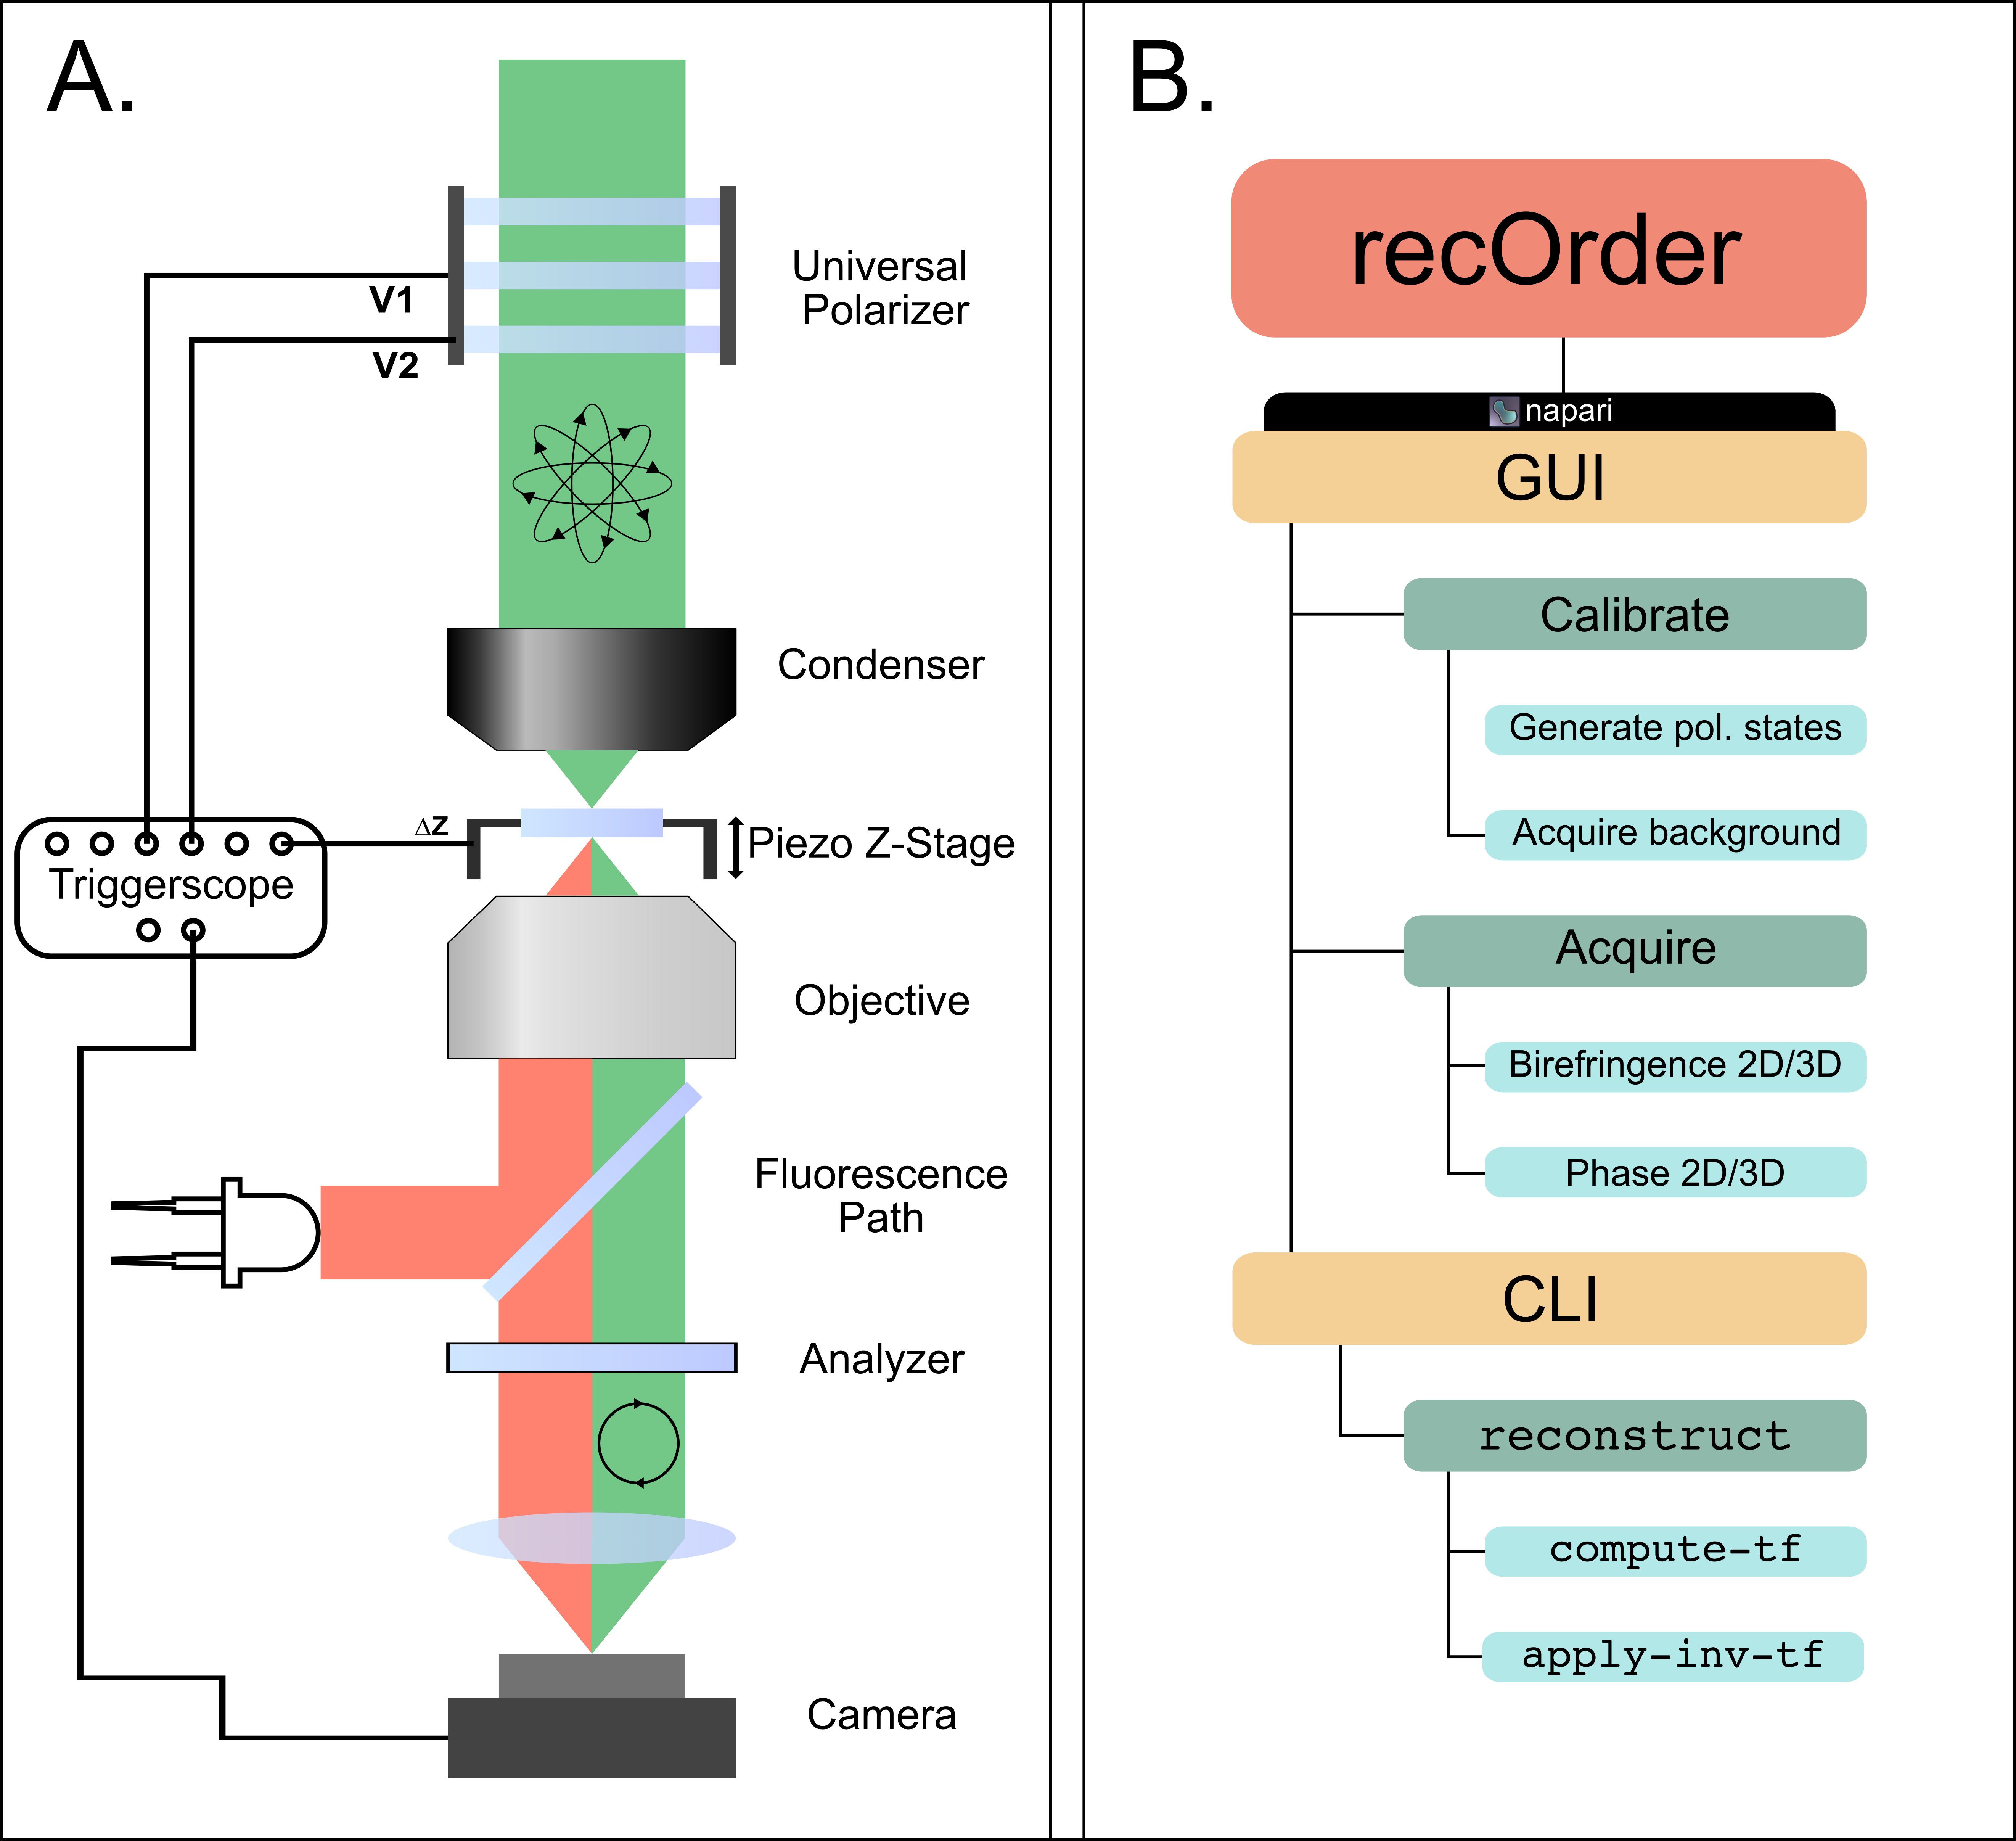 A.
Universal
Polarizer
V1
V2
Condenser
ΔZ
Piezo Z-Stage
Triggerscope
Objective
Fluorescence
Path
Analyzer
Camera
B.
recOrder
napari
GUI
Calibrate
Generate pol. states
Acquire background
Acquire
Birefringence 2D/3D
Phase 2D/3D
CLI
reconstruct
compute-tf
apply-inv-tf